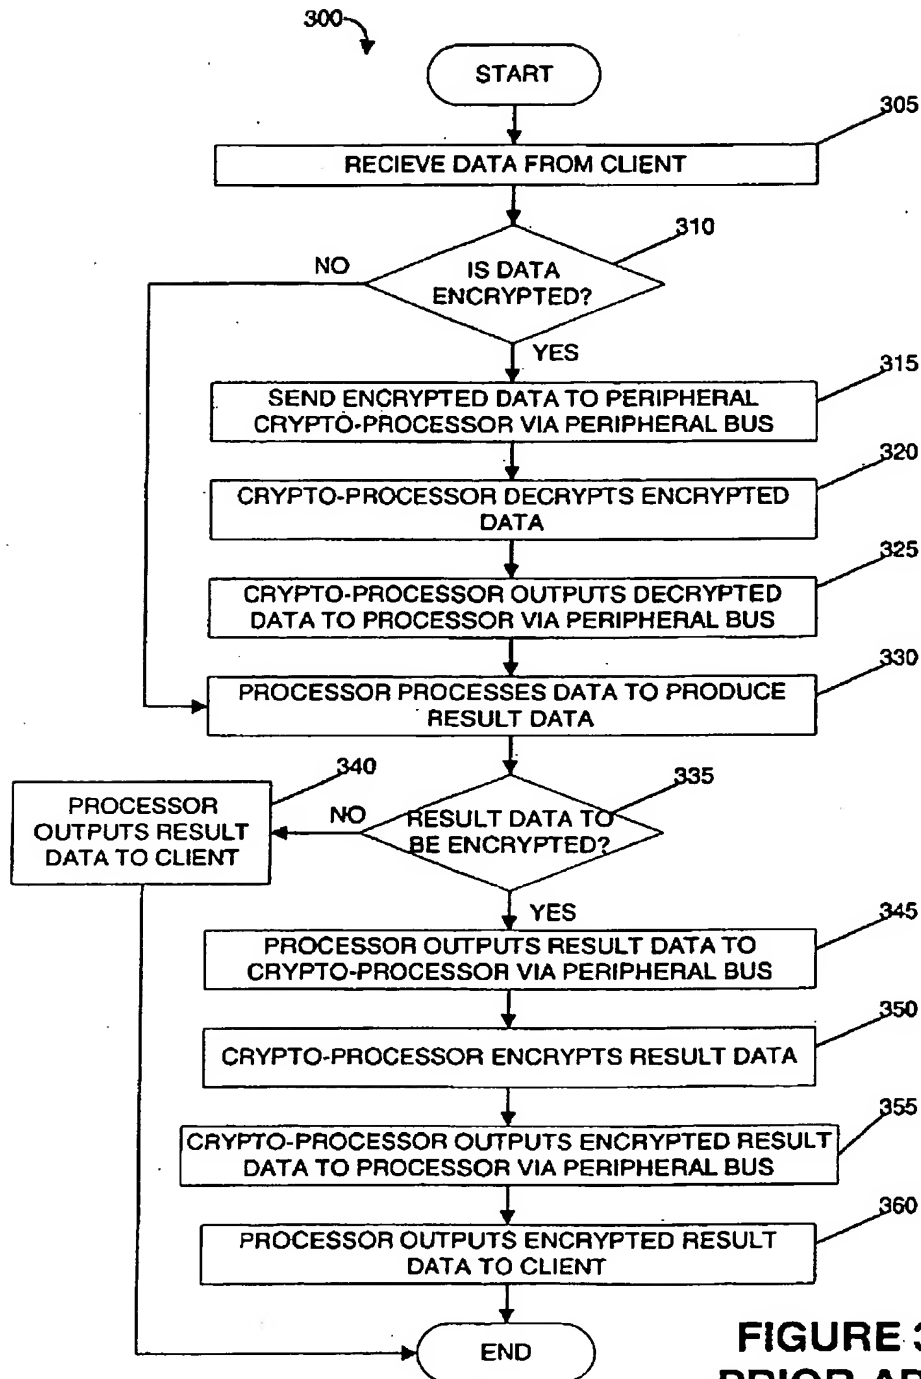 300
START
305
RECIEVE DATA FROM CLIENT
310
IS DATA
ENCRYPTED?
NO
YES
315
SEND ENCRYPTED DATA TO PERIPHERAL
CRYPTO-PROCESSOR VIA PERIPHERAL BUS
320
CRYPTO-PROCESSOR DECRYPTS ENCRYPTED
DATA
325
CRYPTO-PROCESSOR OUTPUTS DECRYPTED
DATA TO PROCESSOR VIA PERIPHERAL BUS
330
PROCESSOR PROCESSES DATA TO PRODUCE
RESULT DATA
340
PROCESSOR
OUTPUTS RESULT
DATA TO CLIENT
335
NO
RESULT DATA TO
BE ENCRYPTED?
YES
345
PROCESSOR OUTPUTS RESULT DATA TO
CRYPTO-PROCESSOR VIA PERIPHERAL BUS
350
CRYPTO-PROCESSOR ENCRYPTS RESULT DATA
355
CRYPTO-PROCESSOR OUTPUTS ENCRYPTED RESULT
DATA TO PROCESSOR VIA PERIPHERAL BUS
360
PROCESSOR OUTPUTS ENCRYPTED RESULT
DATA TO CLIENT
END
FIGURE 3
PRIOR